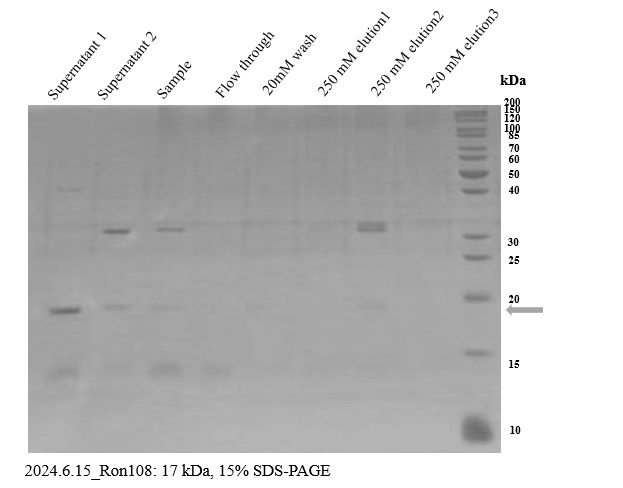 Supernatant 1
Supernatant 2
Sample
Flow through
20mM wash
250 mM elution1
250 mM elution2
250 mM elution3
kDa
200
150
120
100
85
70
60
50
40
30
25
20
15
10
2024.6.15_Ron108: 17 kDa, 15% SDS-PAGE